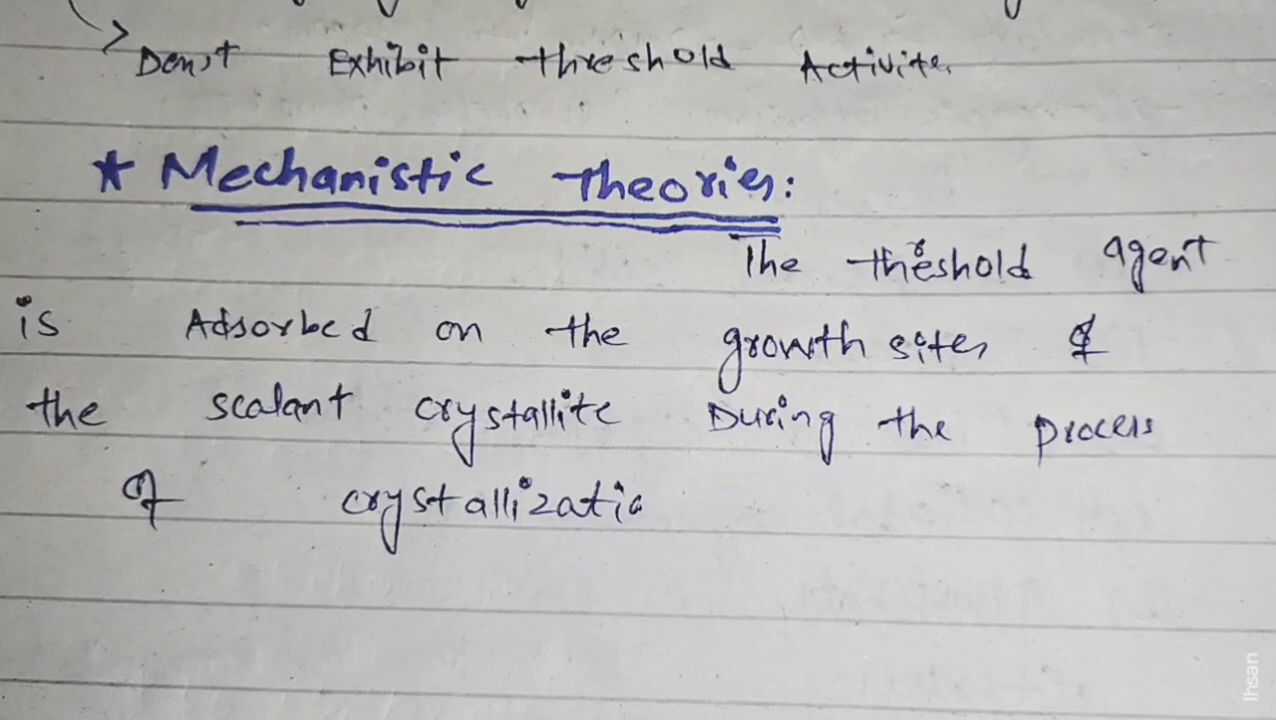 > Don't Exhibit threshold Activite.
* Mechanistic Theories:
The threshold Agent
is Adsorbed on the growth sites of
the scalant crystallite During the process
of crystallizatio
Ihsan